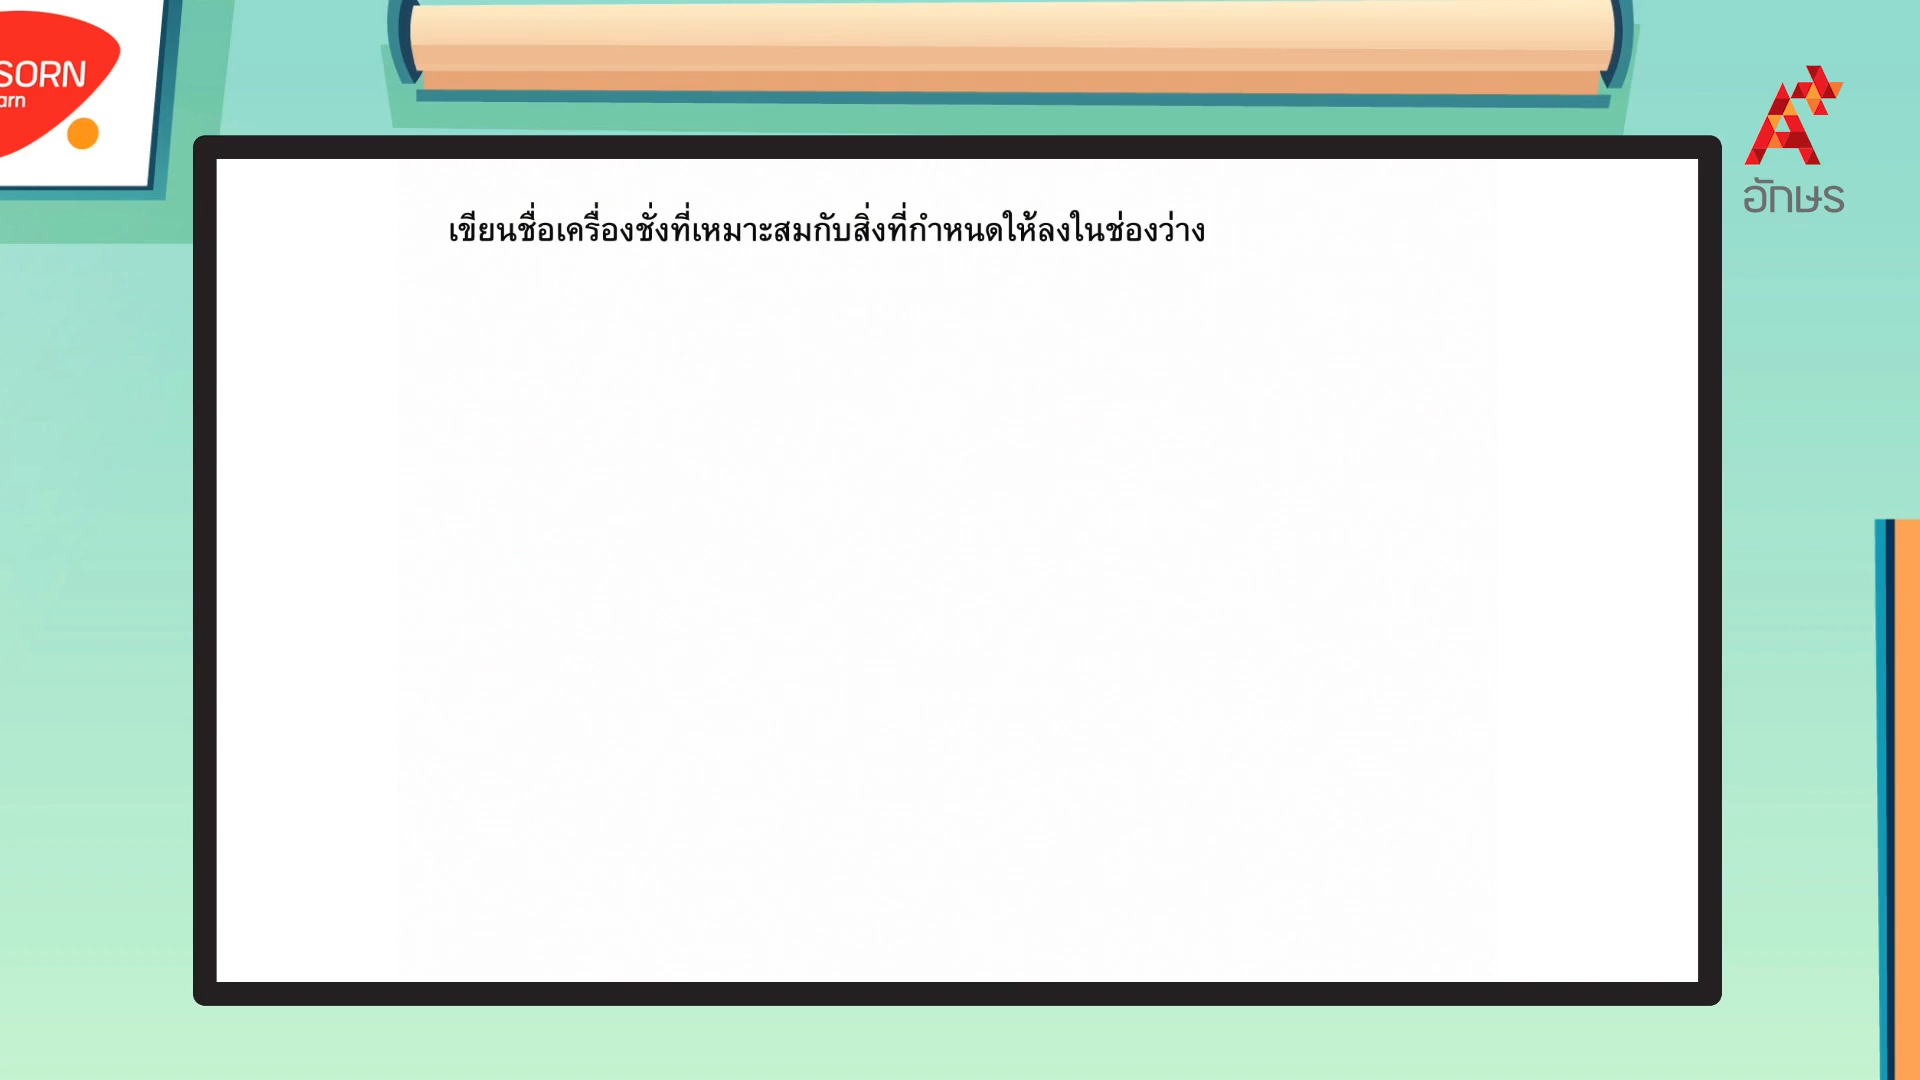 SORN
arn
อักษร
เขียนชื่อเครื่องชั่งที่เหมาะสมกับสิ่งที่กำหนดให้ลงในช่องว่าง